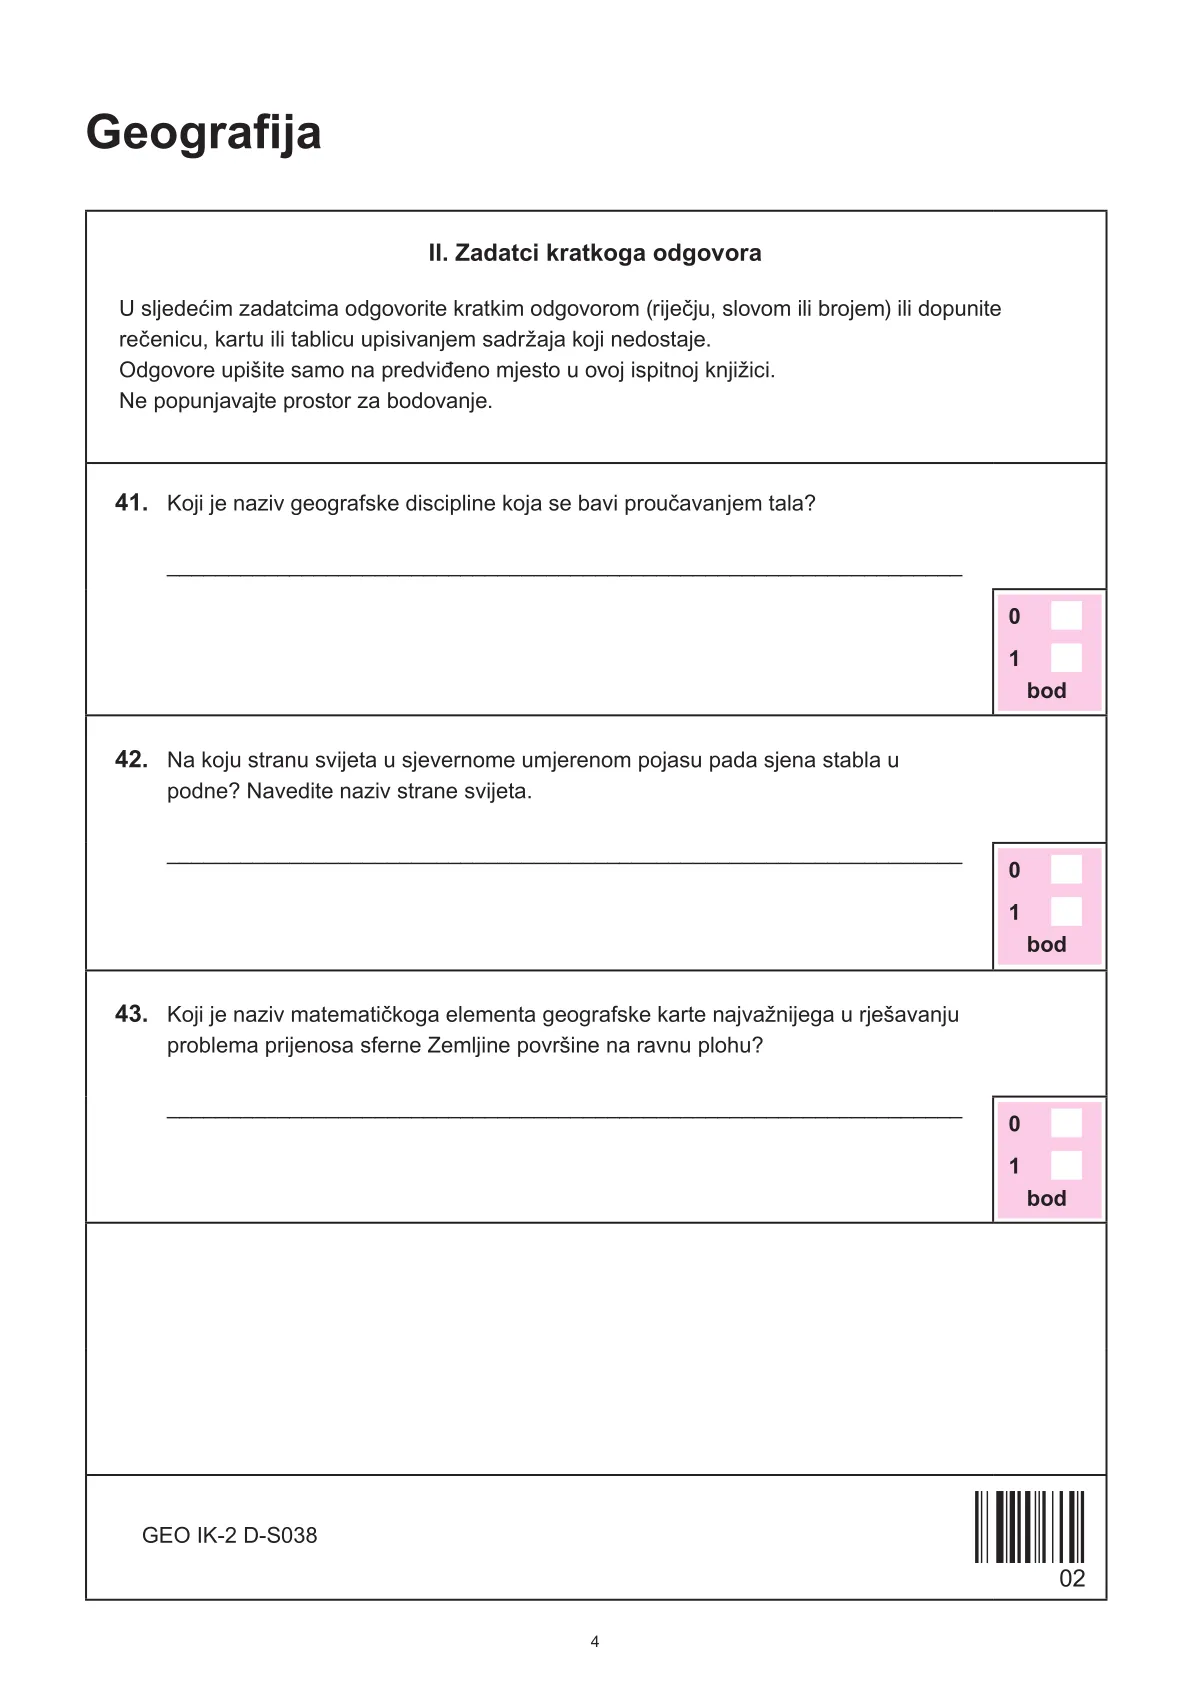 Geografija
II. Zadatci kratkoga odgovora
U sljedećim zadatcima odgovorite kratkim odgovorom (riječju, slovom ili brojem) ili dopunite
rečenicu, kartu ili tablicu upisivanjem sadržaja koji nedostaje.
Odgovore upišite samo na predviđeno mjesto u ovoj ispitnoj knjižici.
Ne popunjavajte prostor za bodovanje.
41. Koji je naziv geografske discipline koja se bavi proučavanjem tala?
0
1
bod
42. Na koju stranu svijeta u sjevernome umjerenom pojasu pada sjena stabla u
podne? Navedite naziv strane svijeta.
0
1
bod
43. Koji je naziv matematičkoga elementa geografske karte najvažnijega u rješavanju
problema prijenosa sferne Zemljine površine na ravnu plohu?
0
1
bod
GEO IK-2 D-S038
02
4